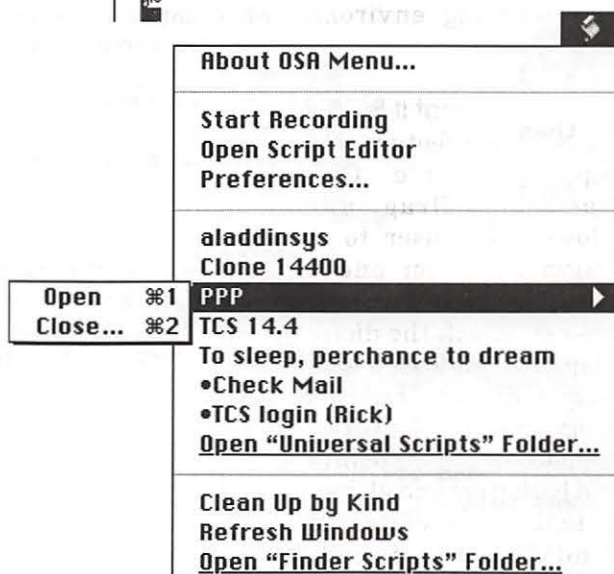 About OSA Menu...
Start Recording
Open Script Editor
Preferences...
aladdinsys
Clone 14400
PPP
Open ⌘1
Close... ⌘2
TCS 14.4
To sleep, perchance to dream
•Check Mail
•TCS login (Rick)
Open “Universal Scripts” Folder...
Clean Up by Kind
Refresh Windows
Open “Finder Scripts” Folder...